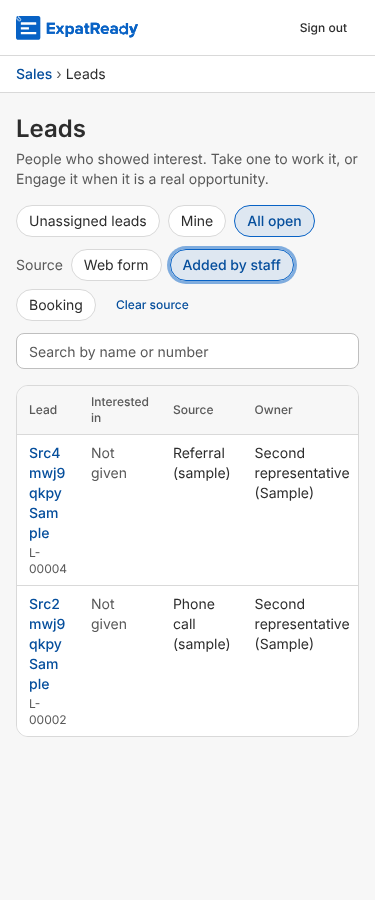 ExpatReady
Sign out
Sales › Leads
Leads
People who showed interest. Take one to work it, or
Engage it when it is a real opportunity.
Unassigned leads
Mine
All open
Source
Web form
Added by staff
Booking
Clear source
Search by name or number
Lead
Interested
in
Source
Owner
Src4
mwj9
qkpy
Sam
ple
L-
00004
Not
given
Referral
(sample)
Second
representative
(Sample)
Src2
mwj9
qkpy
Sam
ple
L-
00002
Not
given
Phone
call
(sample)
Second
representative
(Sample)